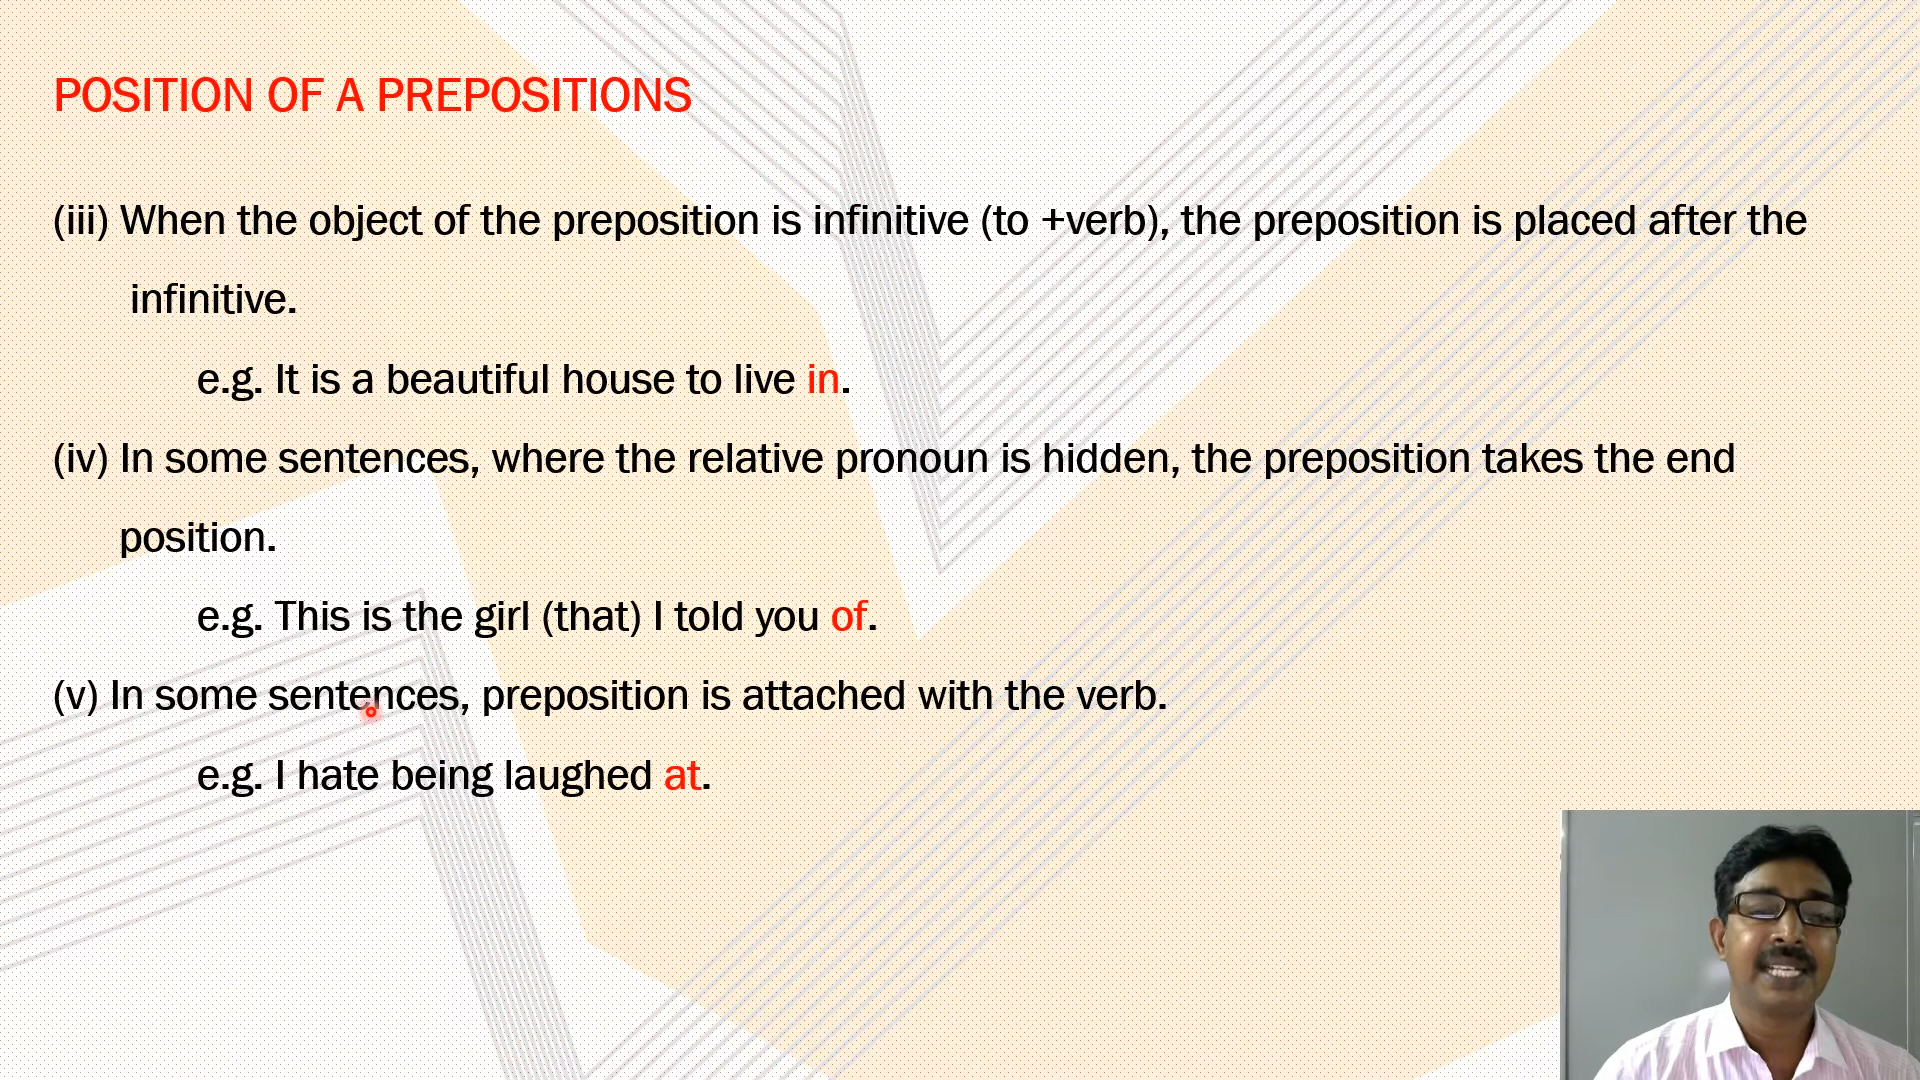 POSITION OF A PREPOSITIONS
(iii) When the object of the preposition is infinitive (to +verb), the preposition is placed after the
infinitive.
e.g. It is a beautiful house to live in.
(iv) In some sentences, where the relative pronoun is hidden, the preposition takes the end
position.
e.g. This is the girl (that) I told you of.
(v) In some sentences, preposition is attached with the verb.
e.g. I hate being laughed at.